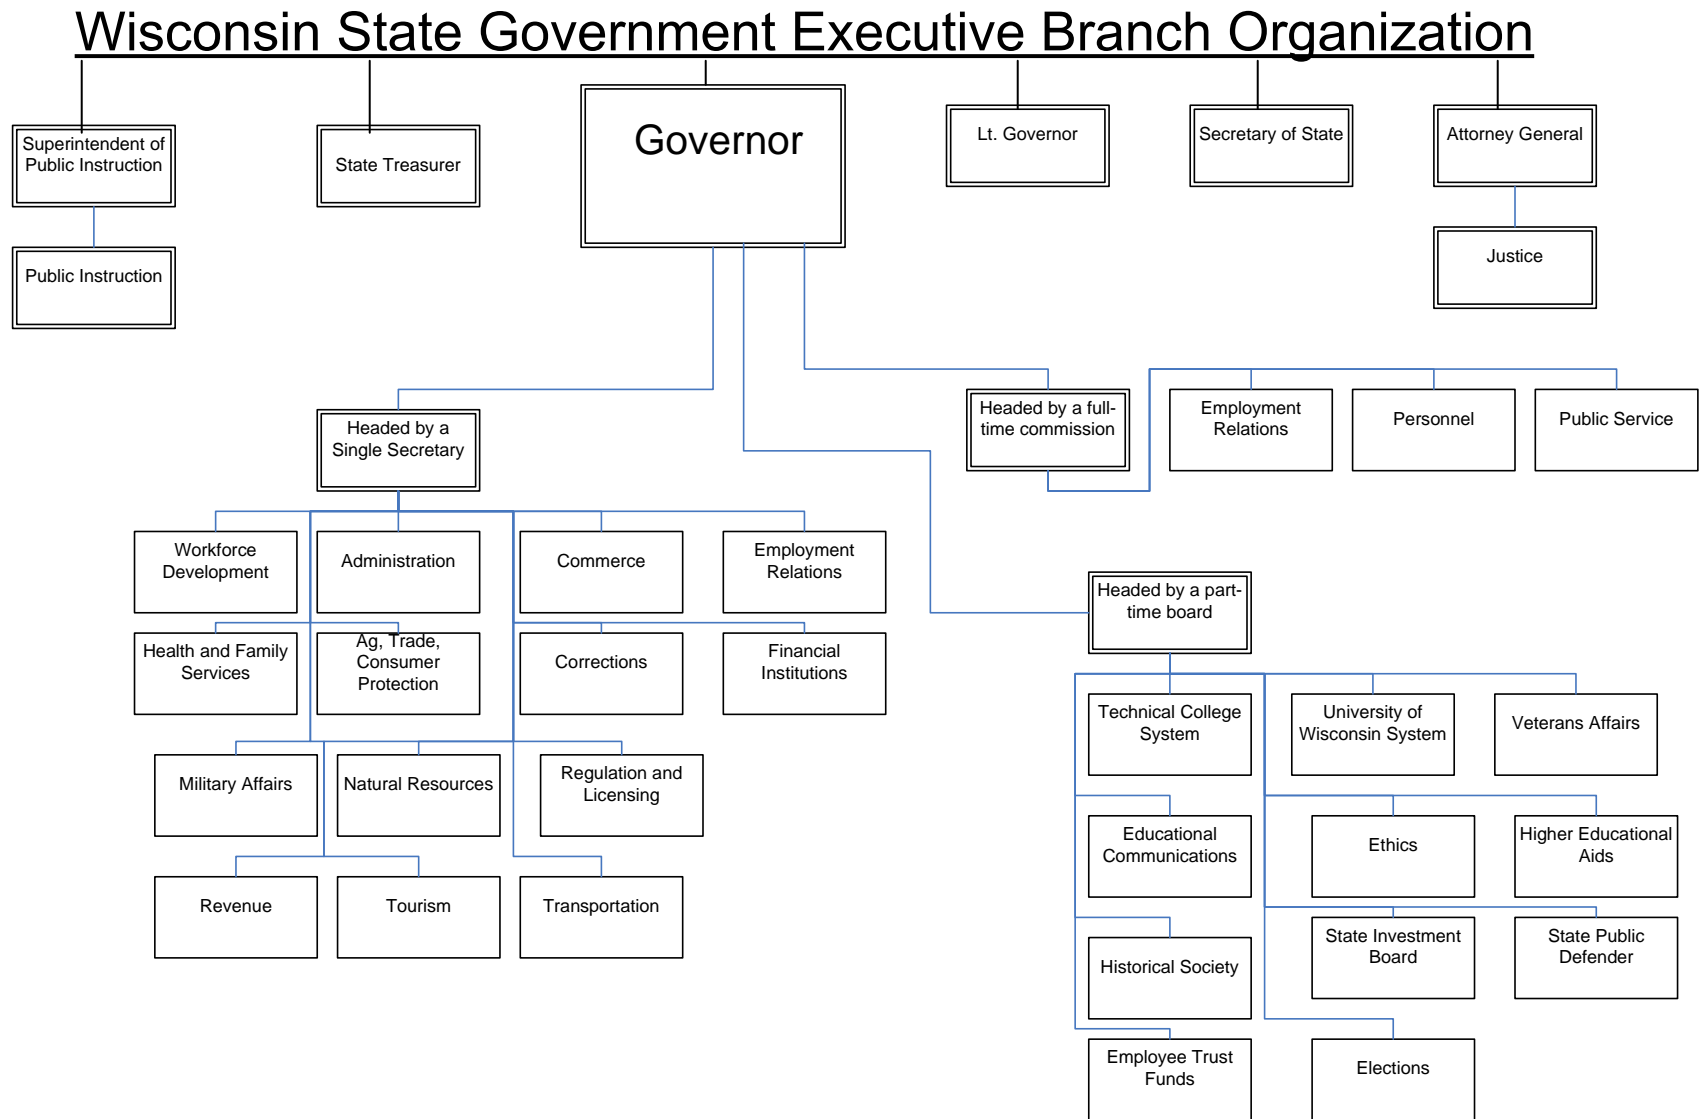 Wisconsin State Government Executive Branch Organization
Superintendent of
Public Instruction
State Treasurer
Governor
Lt. Governor
Secretary of State
Attorney General
Public Instruction
Justice
Headed by a
Single Secretary
Headed by a full-
time commission
Employment
Relations
Personnel
Public Service
Workforce
Development
Administration
Commerce
Employment
Relations
Health and Family
Services
Ag, Trade,
Consumer
Protection
Corrections
Financial
Institutions
Military Affairs
Natural Resources
Regulation and
Licensing
Revenue
Tourism
Transportation
Headed by a part-
time board
Technical College
System
University of
Wisconsin System
Veterans Affairs
Educational
Communications
Ethics
Higher Educational
Aids
Historical Society
State Investment
Board
State Public
Defender
Employee Trust
Funds
Elections